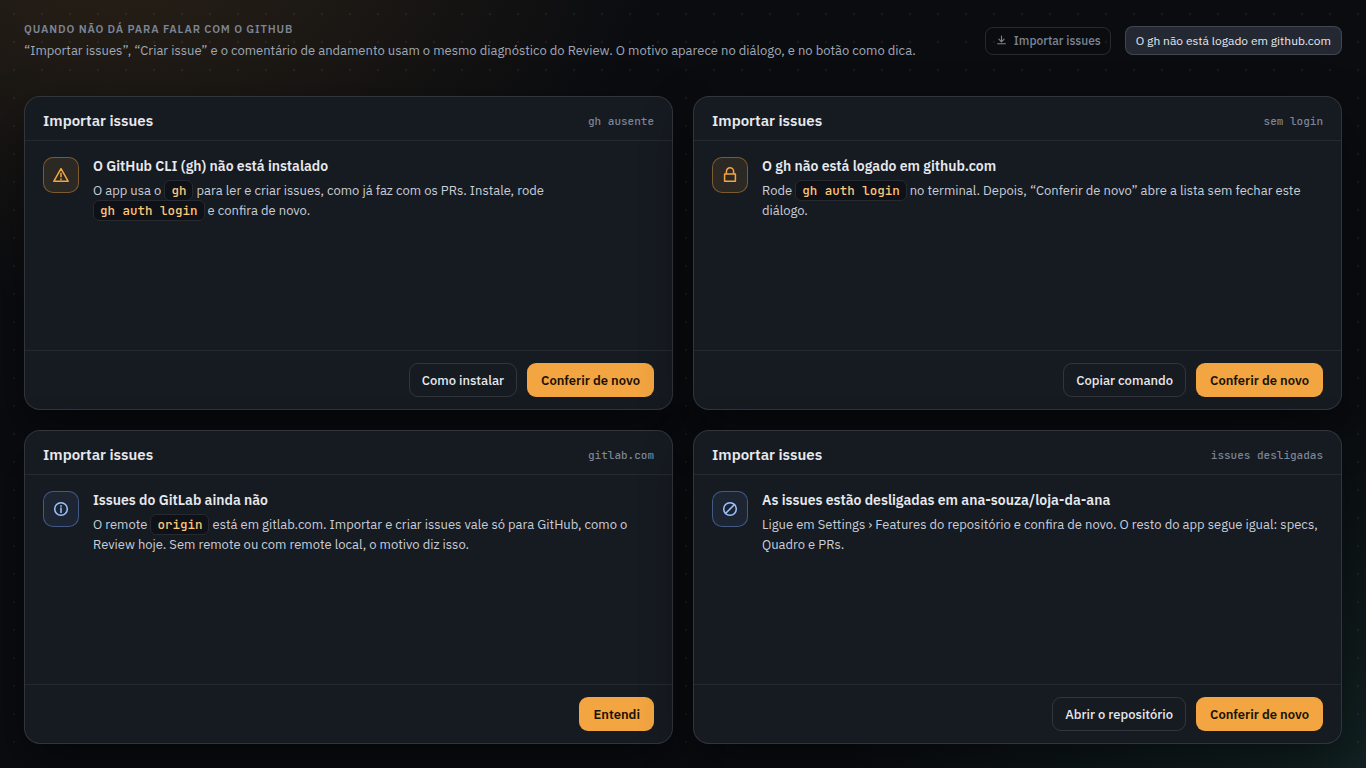 QUANDO NÃO DÁ PARA FALAR COM O GITHUB
“Importar issues”, “Criar issue” e o comentário de andamento usam o mesmo diagnóstico do Review. O motivo aparece no diálogo, e no botão como dica.
Importar issues
O gh não está logado em github.com
Importar issues
gh ausente
O GitHub CLI (gh) não está instalado
O app usa o gh para ler e criar issues, como já faz com os PRs. Instale, rode
gh auth login e confira de novo.
Como instalar
Conferir de novo
Importar issues
sem login
O gh não está logado em github.com
Rode gh auth login no terminal. Depois, “Conferir de novo” abre a lista sem fechar este
diálogo.
Copiar comando
Conferir de novo
Importar issues
gitlab.com
Issues do GitLab ainda não
O remote origin está em gitlab.com. Importar e criar issues vale só para GitHub, como o
Review hoje. Sem remote ou com remote local, o motivo diz isso.
Entendi
Importar issues
issues desligadas
As issues estão desligadas em ana-souza/loja-da-ana
Ligue em Settings › Features do repositório e confira de novo. O resto do app segue igual: specs,
Quadro e PRs.
Abrir o repositório
Conferir de novo